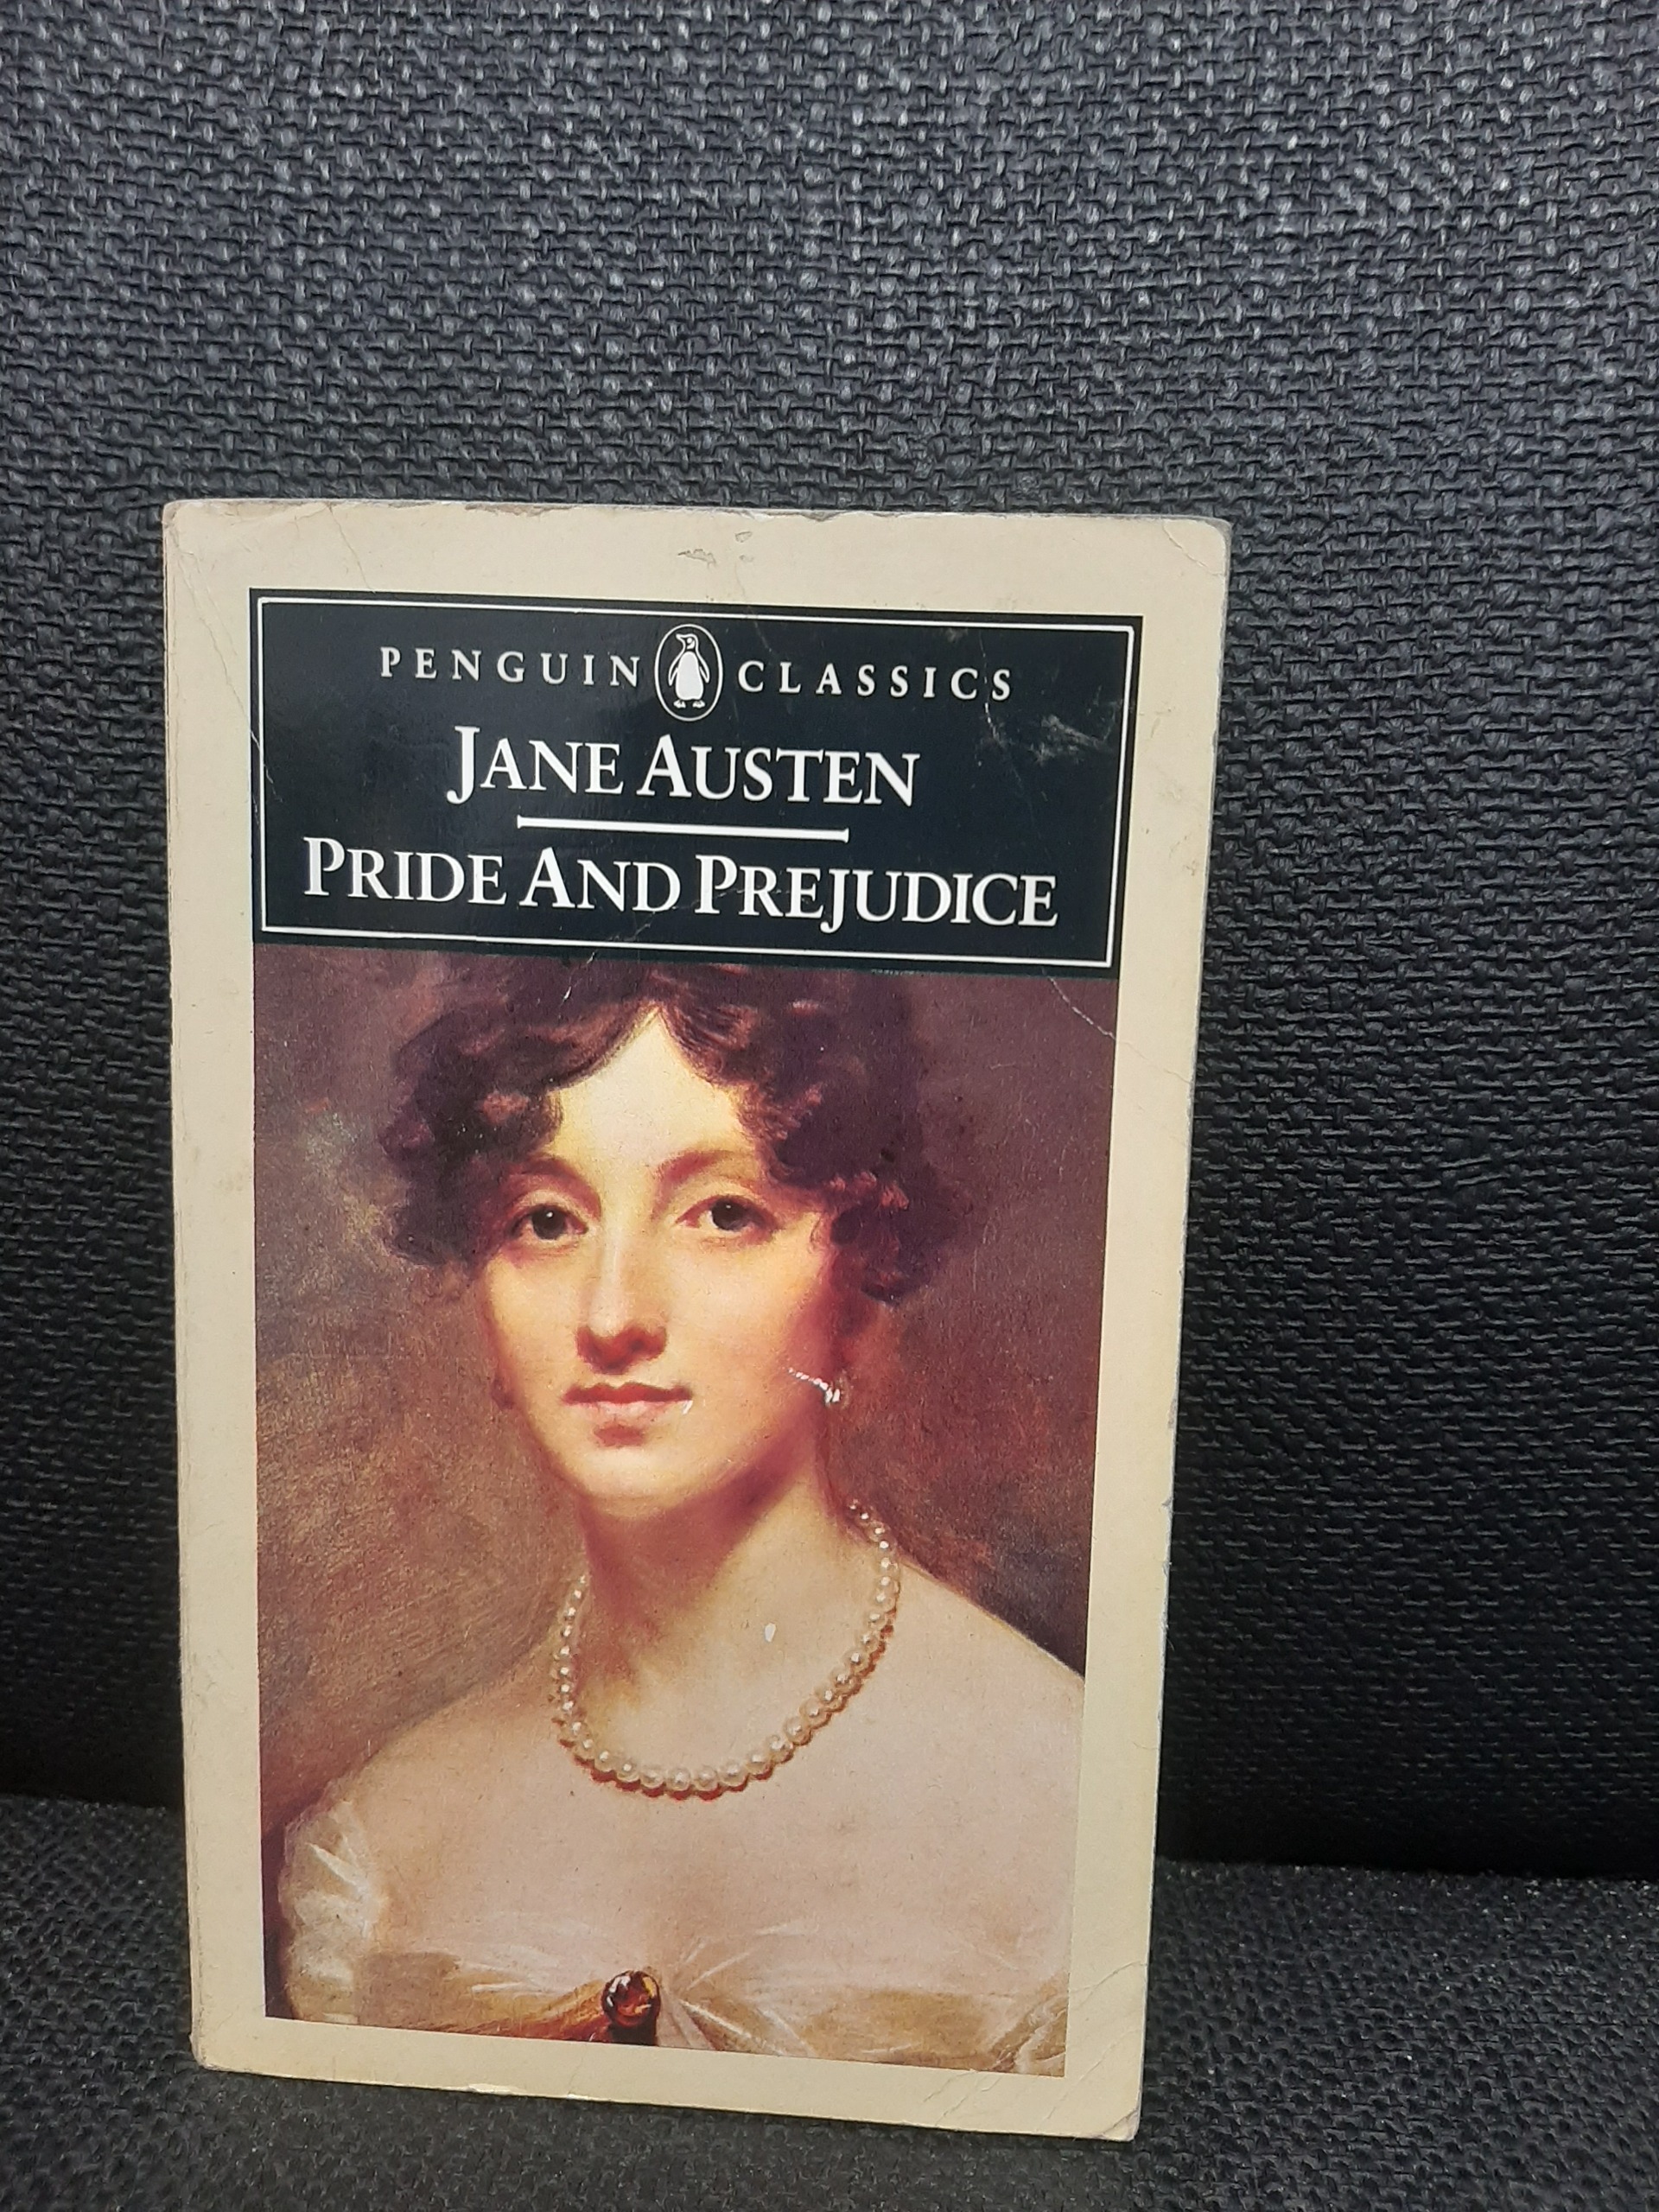 PENGUIN CLASSICS
JANE AUSTEN
PRIDE AND PREJUDICE